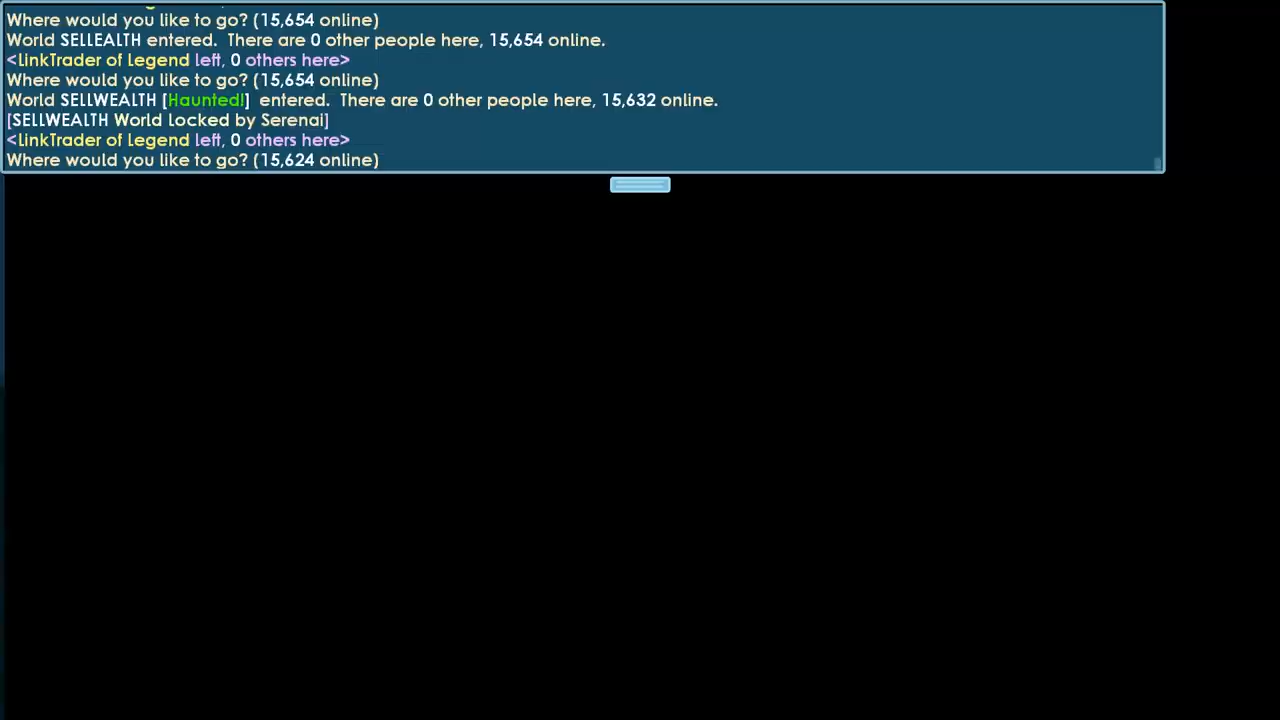 Where would you like to go? (15,654 online)
World SELLEALTH entered.  There are 0 other people here, 15,654 online.
<LinkTrader of Legend left, 0 others here>
Where would you like to go? (15,654 online)
World SELLWEALTH [Haunted!]  entered.  There are 0 other people here, 15,632 online.
[SELLWEALTH World Locked by Serenai]
<LinkTrader of Legend left, 0 others here>
Where would you like to go? (15,624 online)